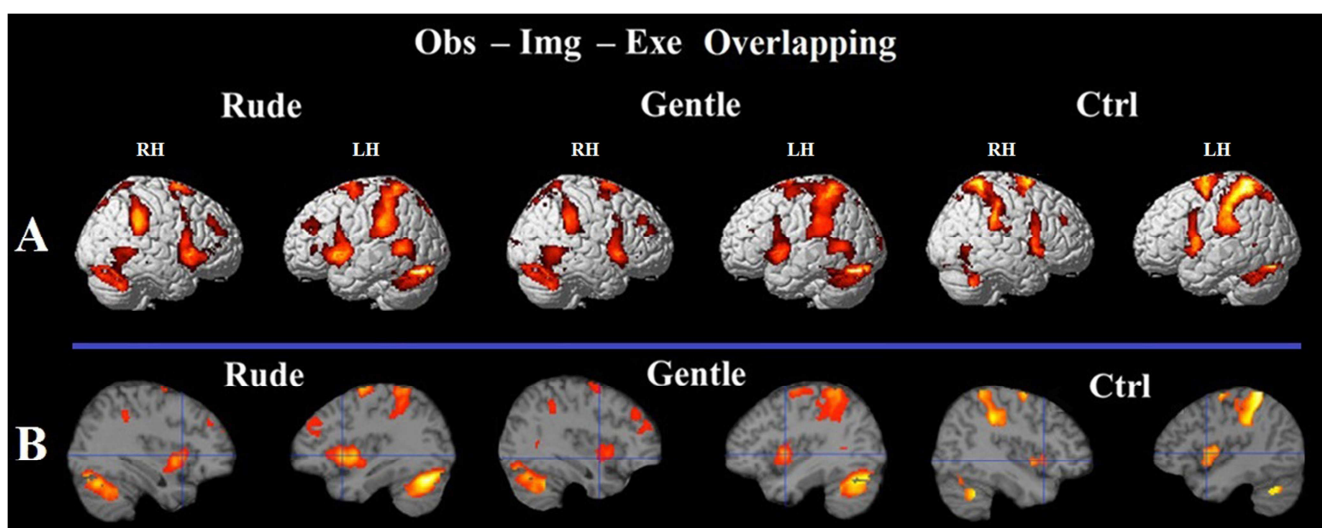 Obs – Img – Exe Overlapping
Rude Gentle Ctrl
RH LH RH LH RH LH
A
Rude Gentle Ctrl
B